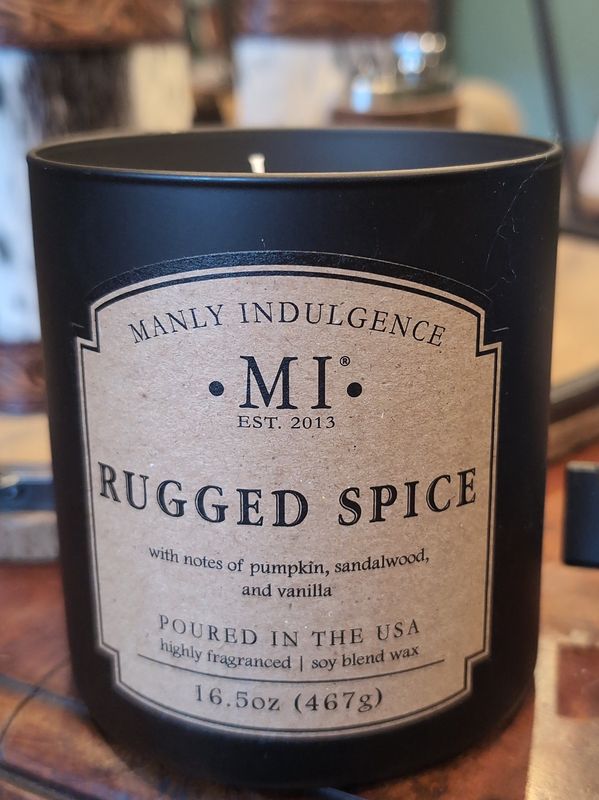 MANLY INDULGENCE
• MI® •
EST. 2013
RUGGED SPICE
with notes of pumpkin, sandalwood,
and vanilla
POURED IN THE USA
highly fragranced | soy blend wax
16.5oz (467g)